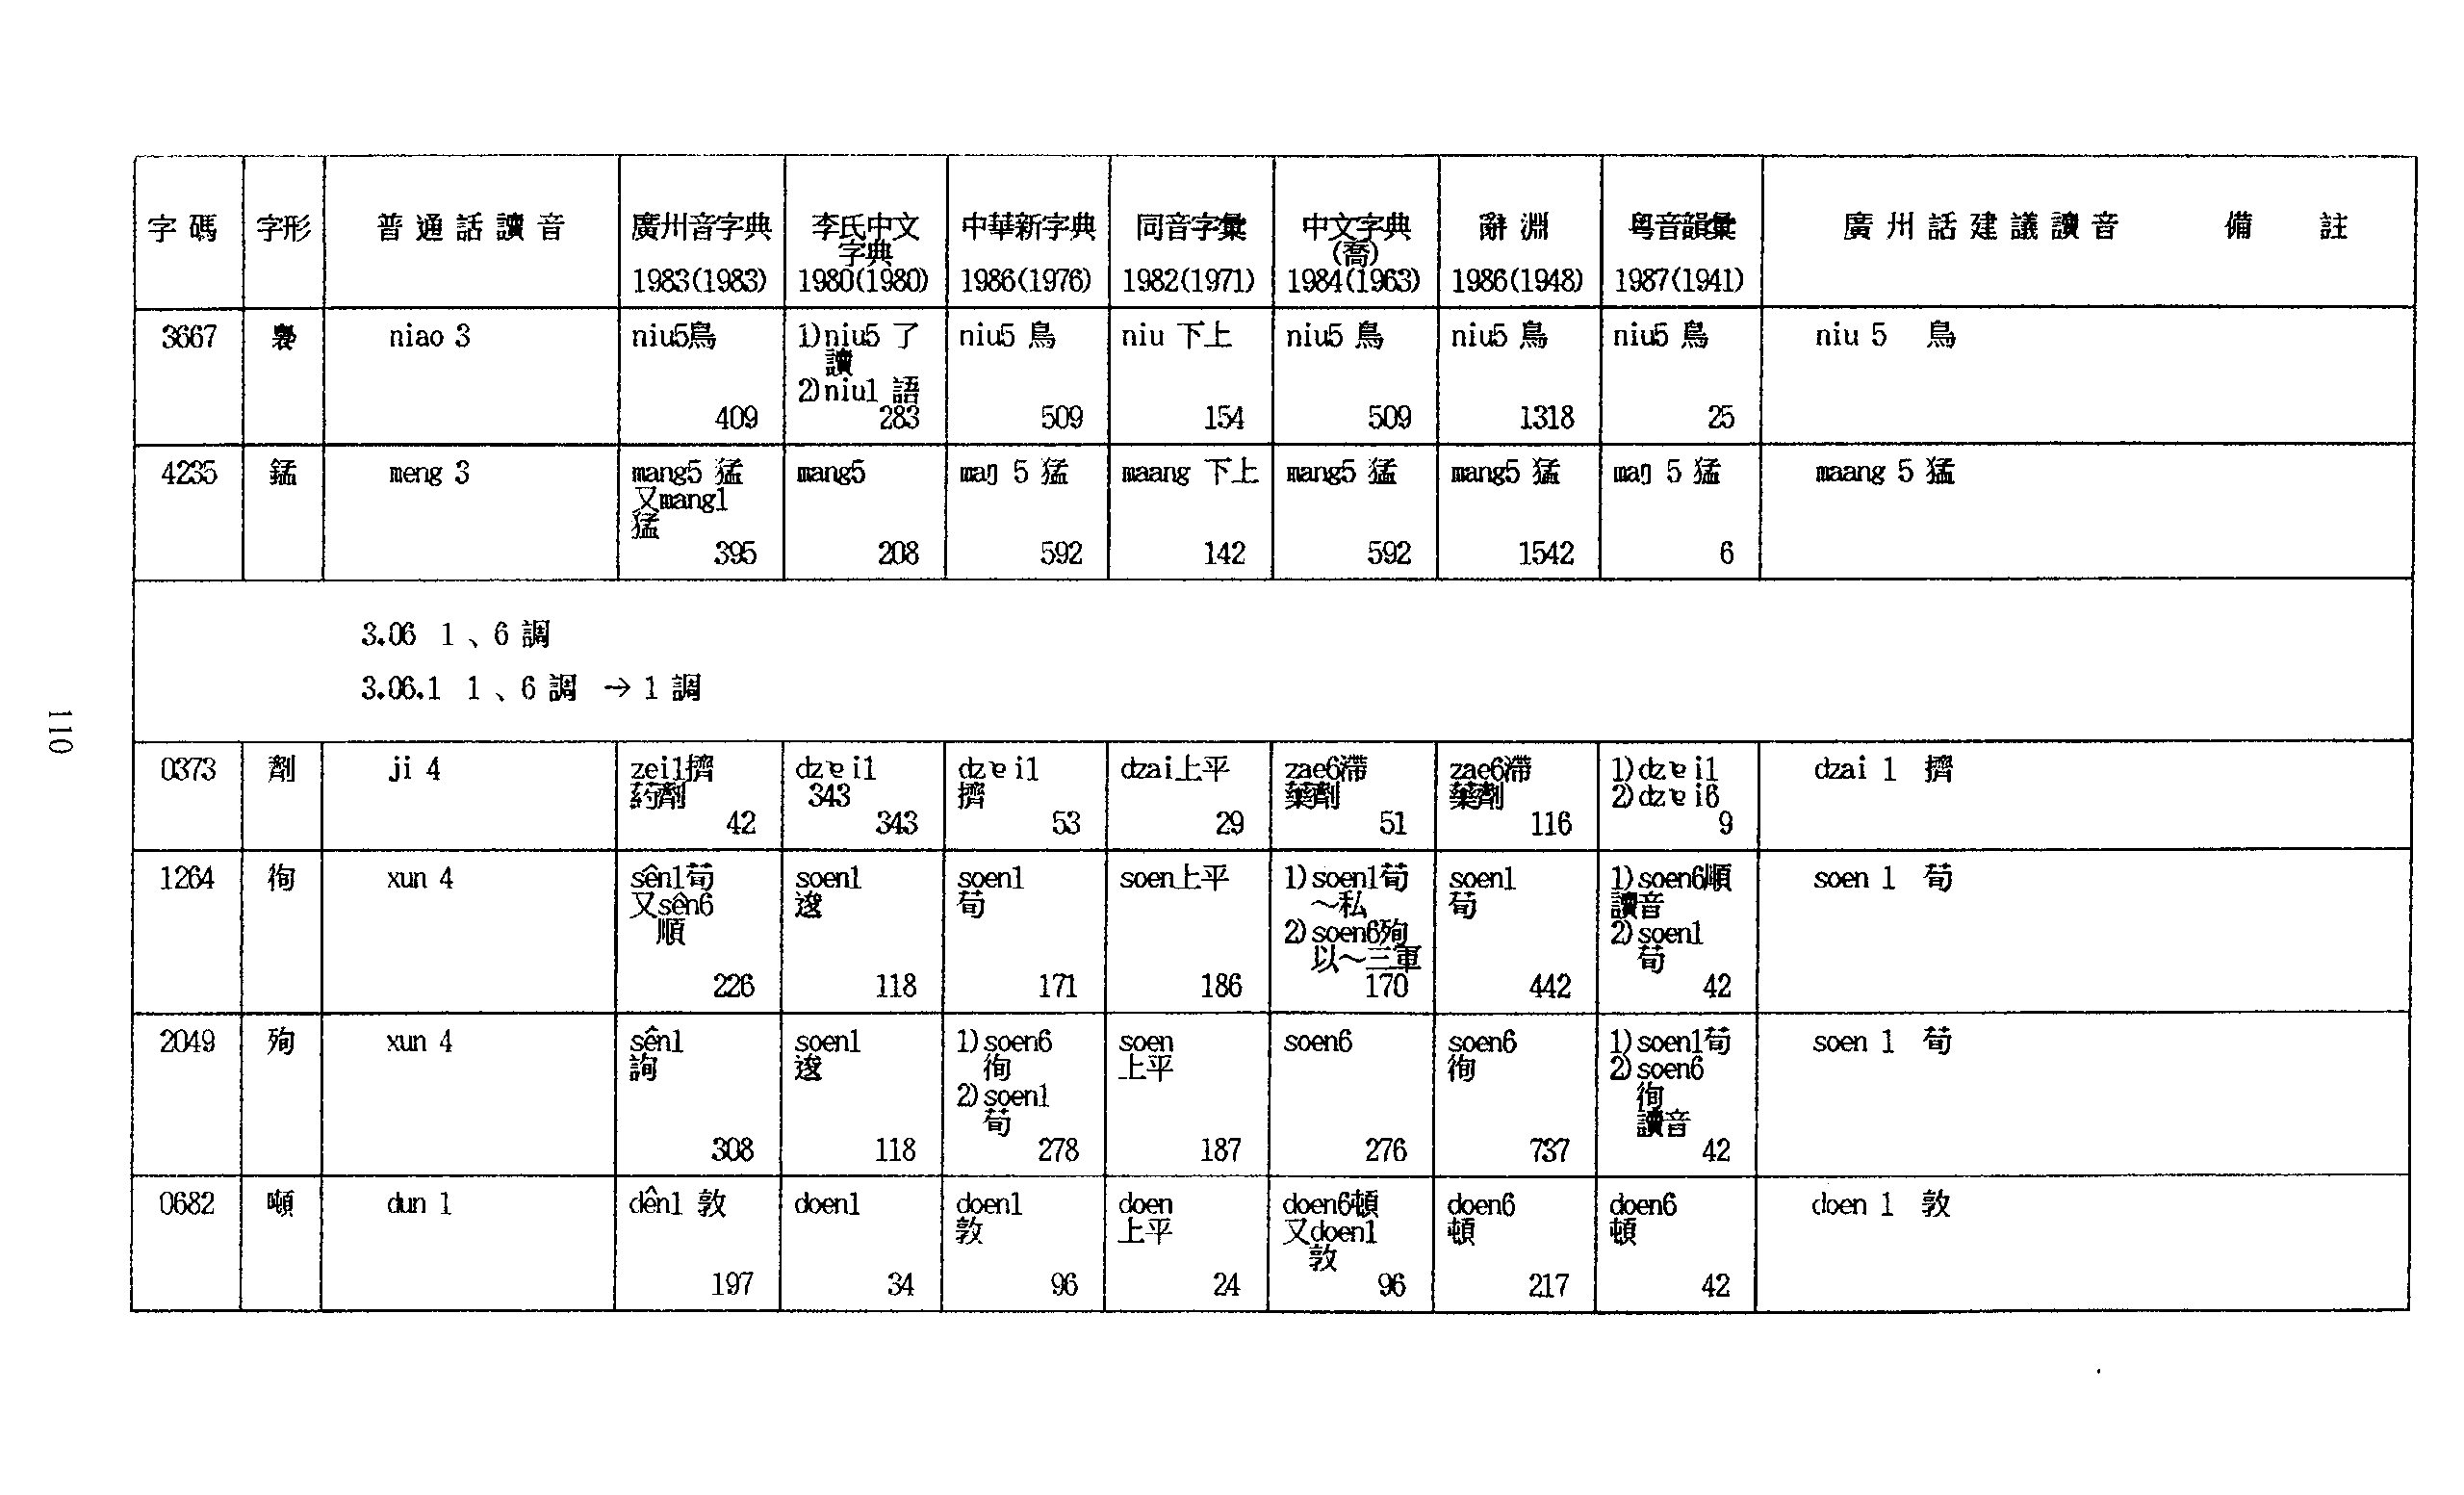 字碼 字形 普通話讀音 廣州音字典 1983(1983) 李氏中文字典 1980(1980) 中華新字典 1986(1976) 同音字彙 1982(1971) 中文字典(喬) 1984(1963) 辭淵 1986(1948) 粤音韻彙 1987(1941) 廣州話建議讀音 備註
3667 裊 niao 3 niu5鳥 409 1)niu5 了 讀 2)niu1 語 283 niu5 鳥 509 niu 下上 154 niu5 鳥 509 niu5 鳥 1318 niu5 鳥 25 niu 5 鳥
4235 錳 meng 3 mang5 猛 又mang1 猛 395 mang5 208 maŋ 5 猛 592 maang 下上 142 mang5 猛 592 mang5 猛 1542 maŋ 5 猛 6 maang 5 猛
3.06 1、6調
3.06.1 1、6調 →1 調
0373 劑 ji 4 zei1擠 药劑 42 dzɐi1 343 343 dzɐi1 擠 53 dzai上平 29 zae6滯 藥劑 51 zae6滯 藥劑 116 1)dzɐi1 2)dzɐi6 9 dzai 1 擠
1264 徇 xun 4 sên1荀 又sên6 順 226 soen1 逡 118 soen1 荀 171 soen上平 186 1)soen1荀 ～私 2)soen6殉 以～三軍 170 soen1 荀 442 1)soen6順 讀音 2)soen1 荀 42 soen 1 荀
2049 殉 xun 4 sên1 詢 308 soen1 逡 118 1)soen6 徇 2)soen1 荀 278 soen 上平 187 soen6 276 soen6 徇 737 1)soen1荀 2)soen6 徇 讀音 42 soen 1 荀
0682 噸 dun 1 dên1 敦 197 doen1 34 doen1 敦 96 doen 上平 24 doen6頓 又doen1 敦 96 doen6 頓 217 doen6 頓 42 doen 1 敦
110